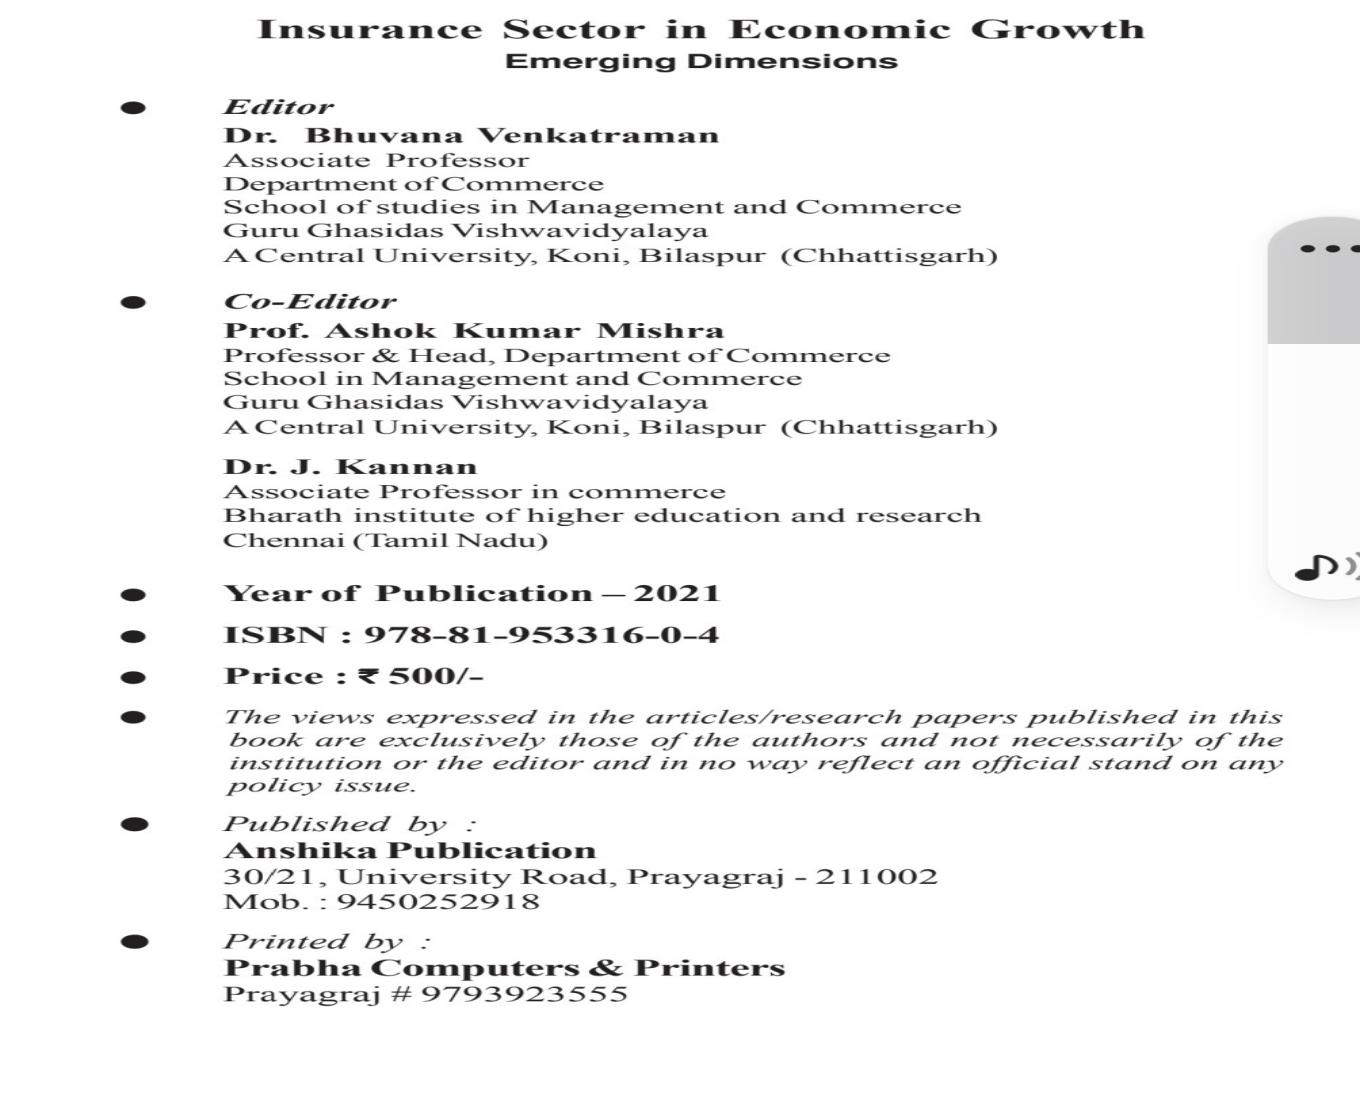 Insurance Sector in Economic Growth
Emerging Dimensions
● Editor
Dr. Bhuvana Venkatraman
Associate Professor
Department of Commerce
School of studies in Management and Commerce
Guru Ghasidas Vishwavidyalaya
A Central University, Koni, Bilaspur (Chhattisgarh)
● Co-Editor
Prof. Ashok Kumar Mishra
Professor & Head, Department of Commerce
School in Management and Commerce
Guru Ghasidas Vishwavidyalaya
A Central University, Koni, Bilaspur (Chhattisgarh)
Dr. J. Kannan
Associate Professor in commerce
Bharath institute of higher education and research
Chennai (Tamil Nadu)
● Year of Publication – 2021
● ISBN : 978-81-953316-0-4
● Price : ₹ 500/-
● The views expressed in the articles/research papers published in this
book are exclusively those of the authors and not necessarily of the
institution or the editor and in no way reflect an official stand on any
policy issue.
● Published by :
Anshika Publication
30/21, University Road, Prayagraj - 211002
Mob. : 9450252918
● Printed by :
Prabha Computers & Printers
Prayagraj # 9793923555